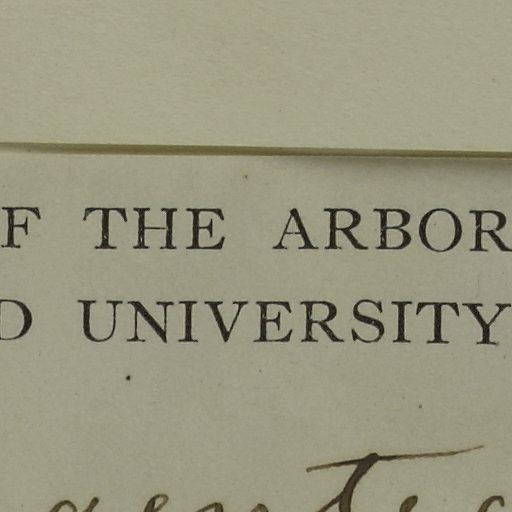 F THE ARBOR
D UNIVERSITY